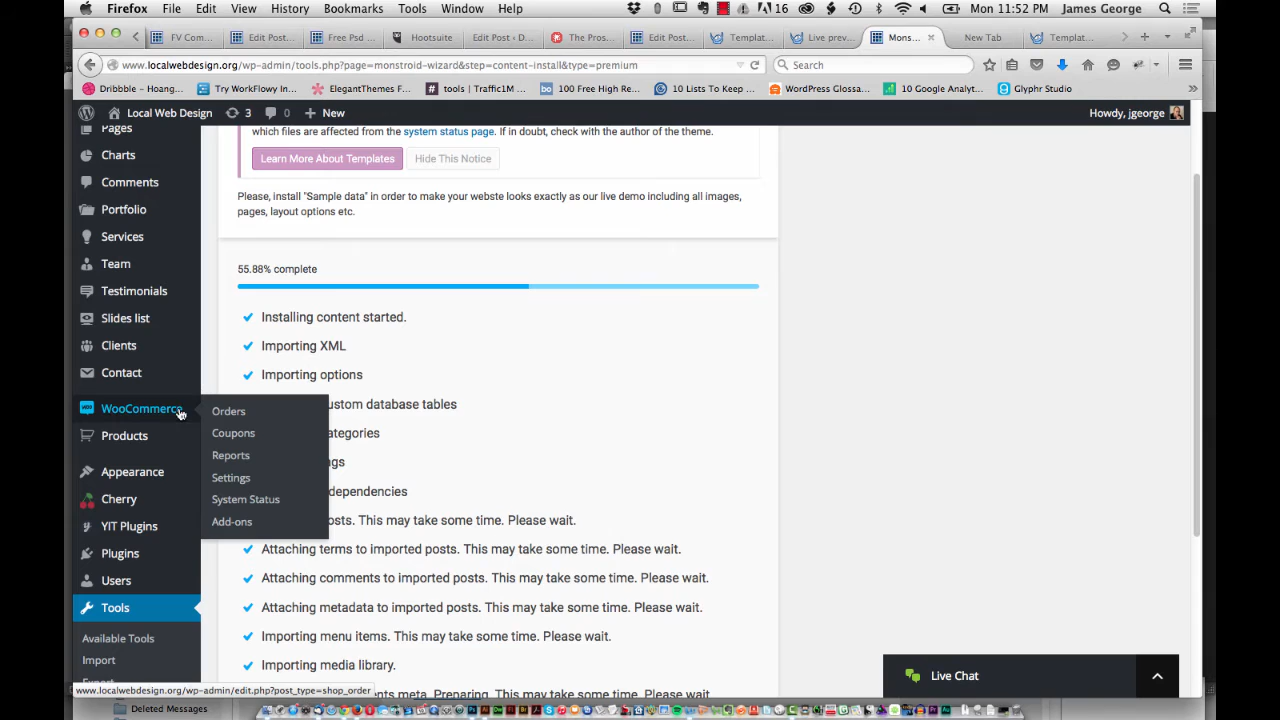 Firefox File Edit View History Bookmarks Tools Window Help
16 Mon 11:52 PM James George
FV Com... Edit Post... Free Psd ... Hootsuite Edit Post ‹ D... The Pros... Edit Post... Templat... Live prev... Mons... New Tab Templat...
www.localwebdesign.org/wp-admin/tools.php?page=monstroid-wizard&step=content-install&type=premium
Search
Dribbble – Hoang... Try WorkFlowy In... ElegantThemes F... tools | Traffic1M ... 100 Free High Re... 10 Lists To Keep ... WordPress Glossa... 10 Google Analyt... Glyphr Studio
Local Web Design 3 0 New
Howdy, jgeorge
Pages
Charts
Comments
Portfolio
Services
Team
Testimonials
Slides list
Clients
Contact
WooCommerce
Products
Appearance
Cherry
YIT Plugins
Plugins
Users
Tools
Available Tools
Import
Orders
Coupons
Reports
Settings
System Status
Add-ons
which files are affected from the system status page. If in doubt, check with the author of the theme.
Learn More About Templates
Hide This Notice
Please, install "Sample data" in order to make your webste looks exactly as our live demo including all images,
pages, layout options etc.
55.88% complete
Installing content started.
Importing XML
Importing options
ustom database tables
ategories
gs
dependencies
osts. This may take some time. Please wait.
Attaching terms to imported posts. This may take some time. Please wait.
Attaching comments to imported posts. This may take some time. Please wait.
Attaching metadata to imported posts. This may take some time. Please wait.
Importing menu items. This may take some time. Please wait.
Importing media library.
ents meta. Preparing. This may take some time. Please wait.
Live Chat
www.localwebdesign.org/wp-admin/edit.php?post_type=shop_order
Deleted Messages